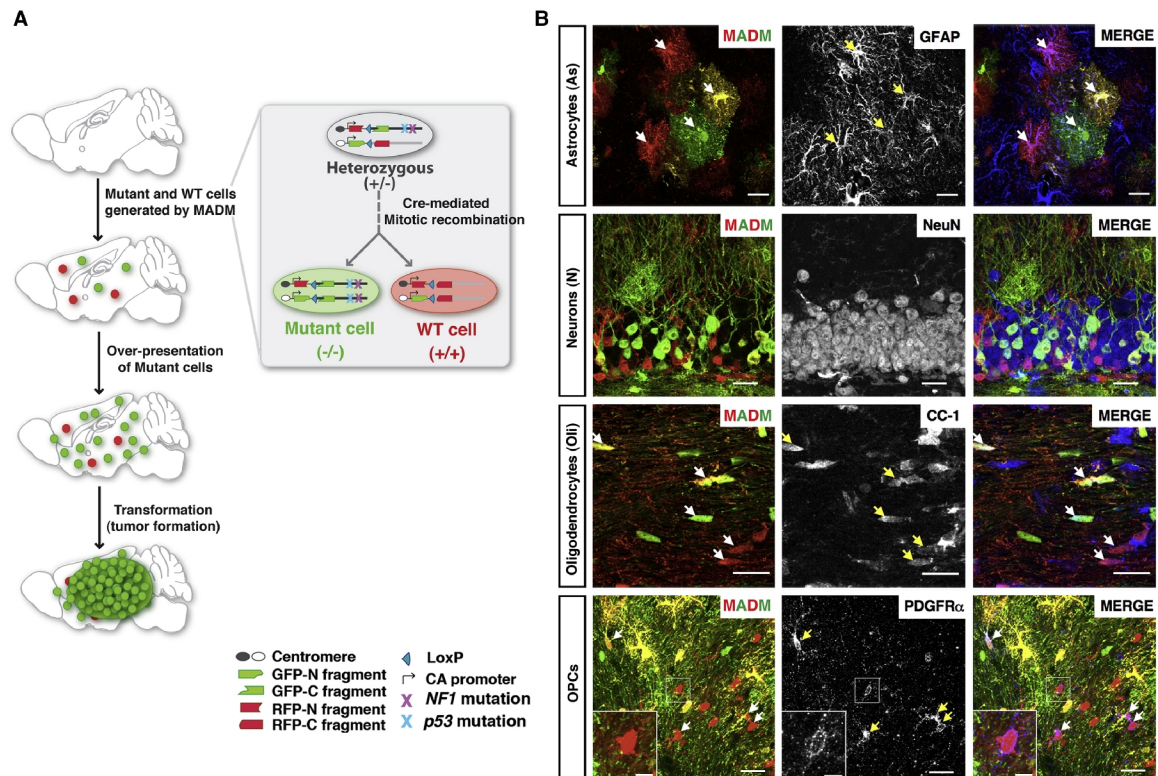 A
Mutant and WT cells
generated by MADM
Over-presentation
of Mutant cells
Transformation
(tumor formation)
Heterozygous
(+/-)
Cre-mediated
Mitotic recombination
Mutant cell
(-/-)
WT cell
(+/+)
Centromere
GFP-N fragment
GFP-C fragment
RFP-N fragment
RFP-C fragment
LoxP
CA promoter
NF1 mutation
p53 mutation
B
Astrocytes (As)
MADM
GFAP
MERGE
Neurons (N)
MADM
NeuN
MERGE
Oligodendrocytes (Oli)
MADM
CC-1
MERGE
OPCs
MADM
PDGFRα
MERGE